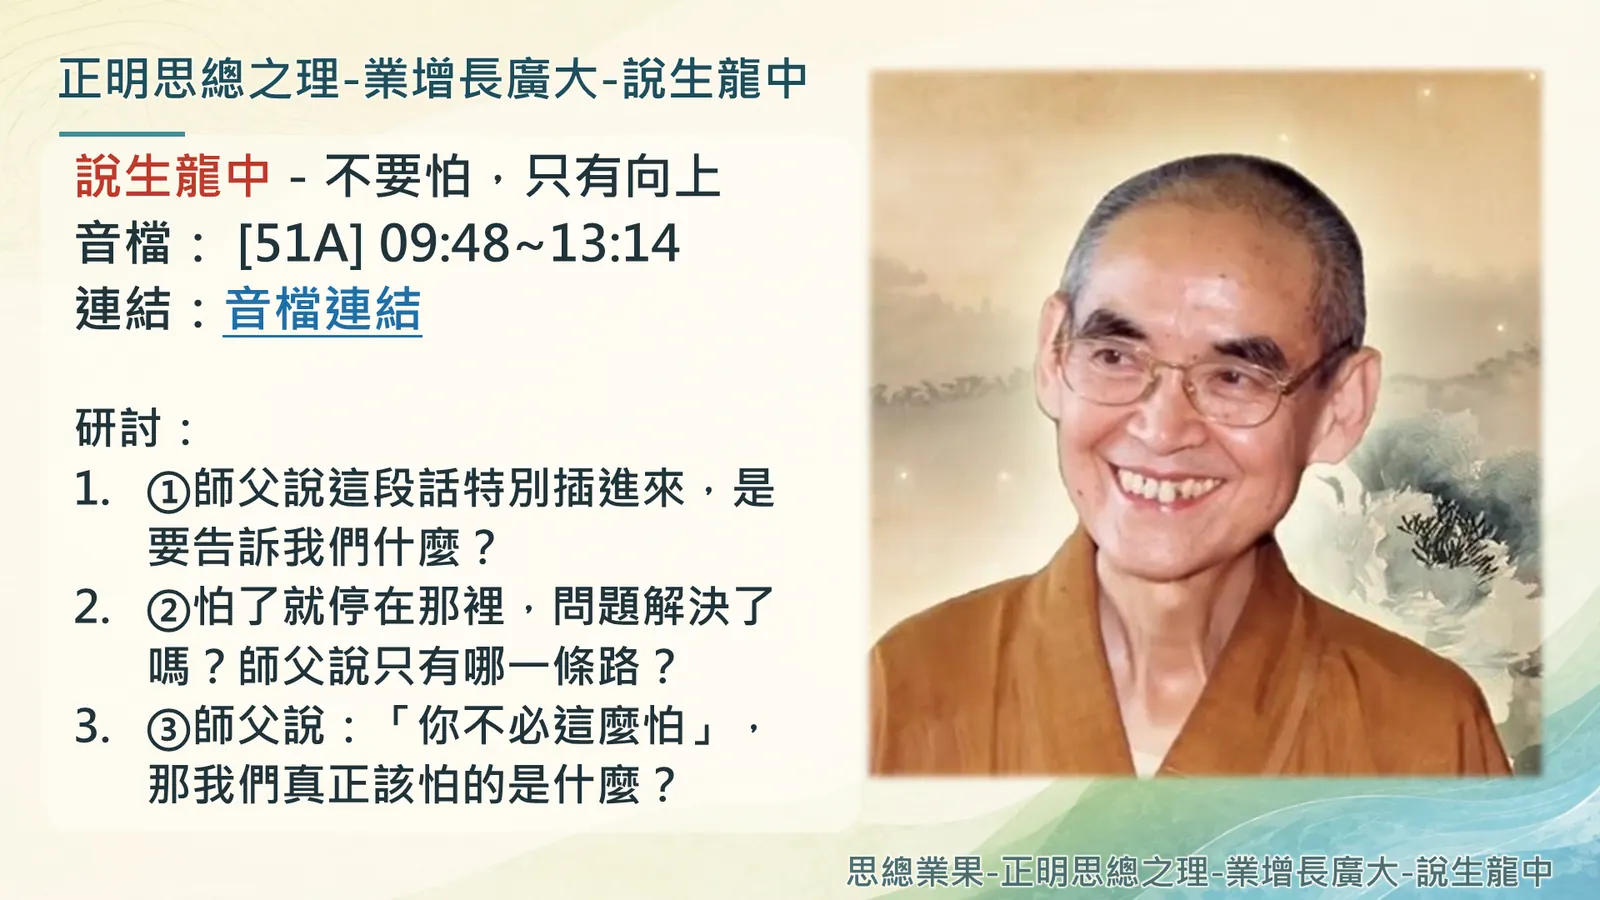 正明思總之理-業增長廣大-說生龍中
說生龍中 - 不要怕，只有向上
音檔： [51A] 09:48~13:14
連結：音檔連結
研討：
1. ①師父說這段話特別插進來，是
要告訴我們什麼？
2. ②怕了就停在那裡，問題解決了
嗎？師父說只有哪一條路？
3. ③師父說：「你不必這麼怕」，
那我們真正該怕的是什麼？
思總業果-正明思總之理-業增長廣大-說生龍中